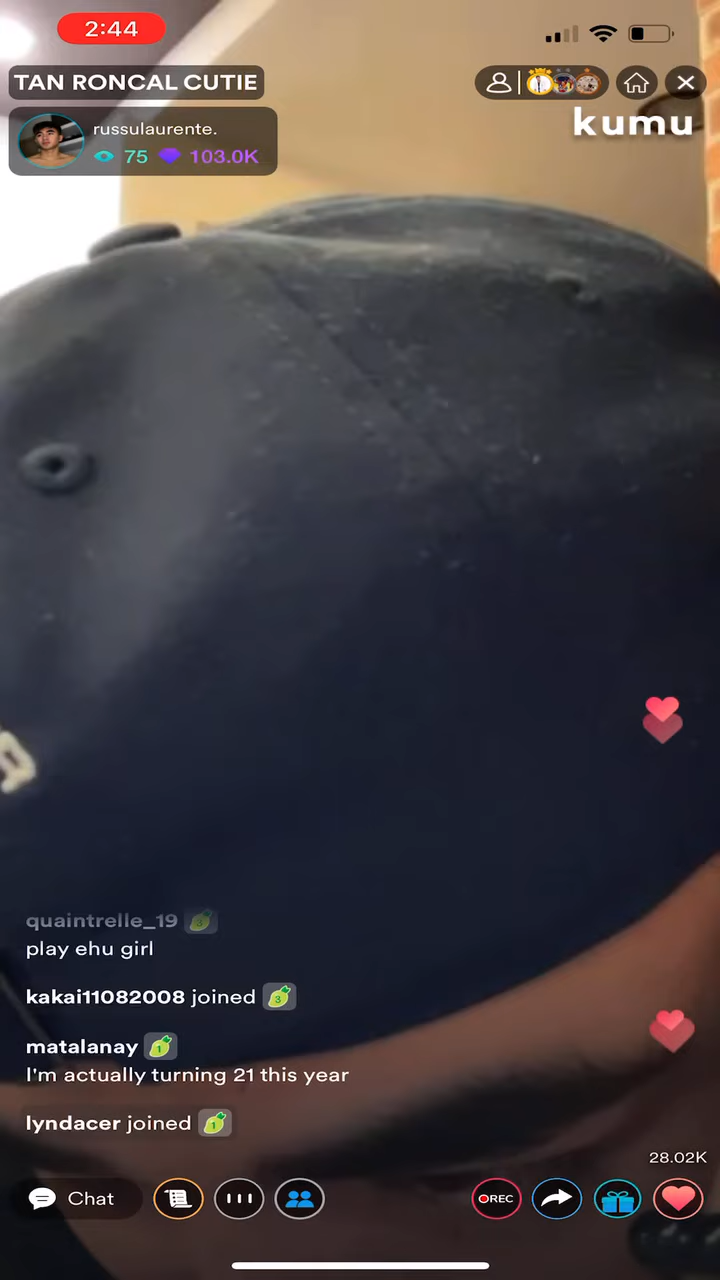 2:44
TAN RONCAL CUTIE
russulaurente.
75 103.0K
kumu
quaintrelle_19 3
play ehu girl
kakai11082008 joined 3
matalanay 1
I'm actually turning 21 this year
lyndacer joined 1
28.02K
Chat
REC